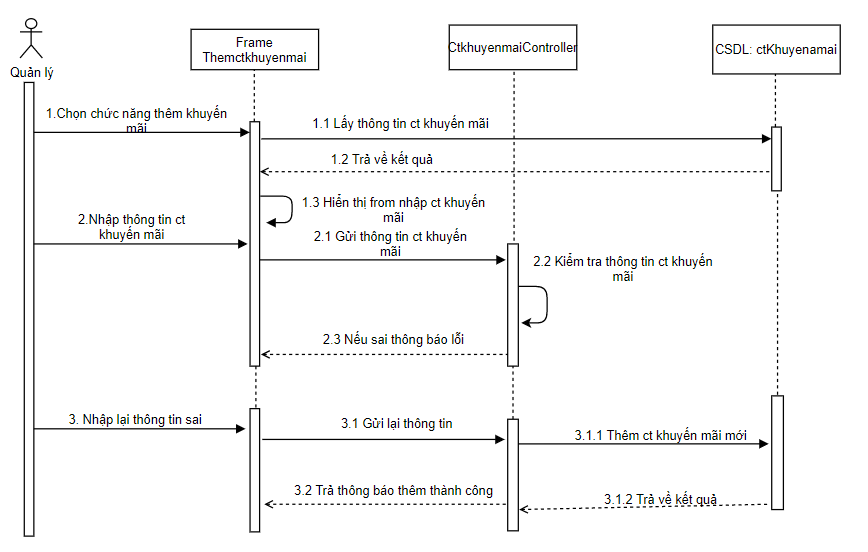 Quản lý
Frame
Themctkhuyenmai
CtkhuyenmaiController
CSDL: ctKhuyenamai
1.Chọn chức năng thêm khuyến
mãi
1.1 Lấy thông tin ct khuyến mãi
1.2 Trả về kết quả
1.3 Hiển thị from nhập ct khuyến
mãi
2.Nhập thông tin ct
khuyến mãi
2.1 Gửi thông tin ct khuyến
mãi
2.2 Kiểm tra thông tin ct khuyến
mãi
2.3 Nếu sai thông báo lỗi
3. Nhập lại thông tin sai
3.1 Gửi lại thông tin
3.1.1 Thêm ct khuyến mãi mới
3.2 Trả thông báo thêm thành công
3.1.2 Trả về kết quả